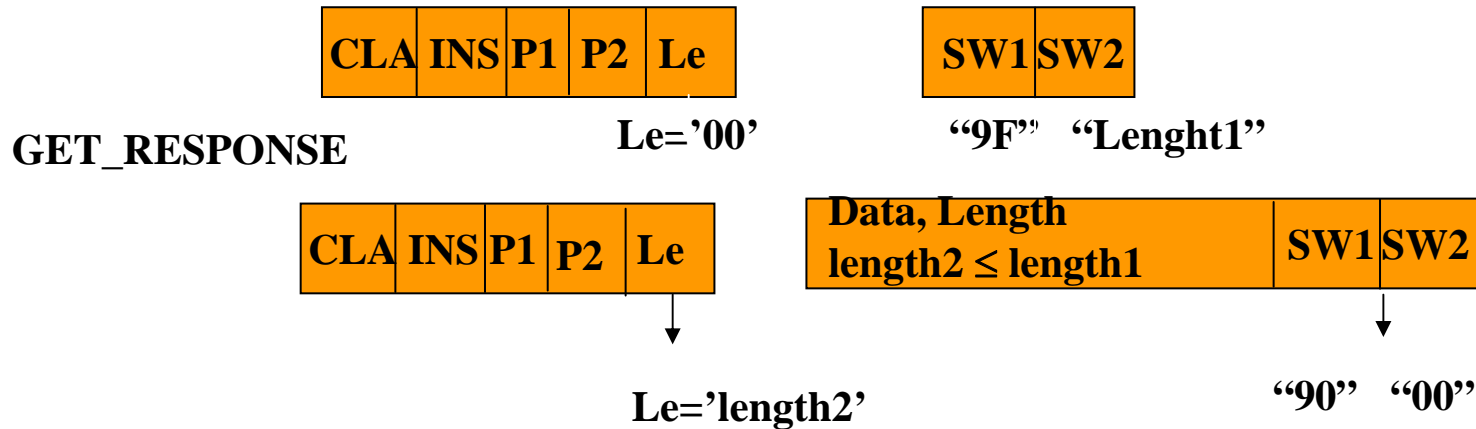 CLA INS P1 P2 Le SW1 SW2
Le='00' “9F” “Lenght1”
GET_RESPONSE
CLA INS P1 P2 Le Data, Length SW1 SW2
length2 ≤ length1
Le=’length2’ “90” “00”